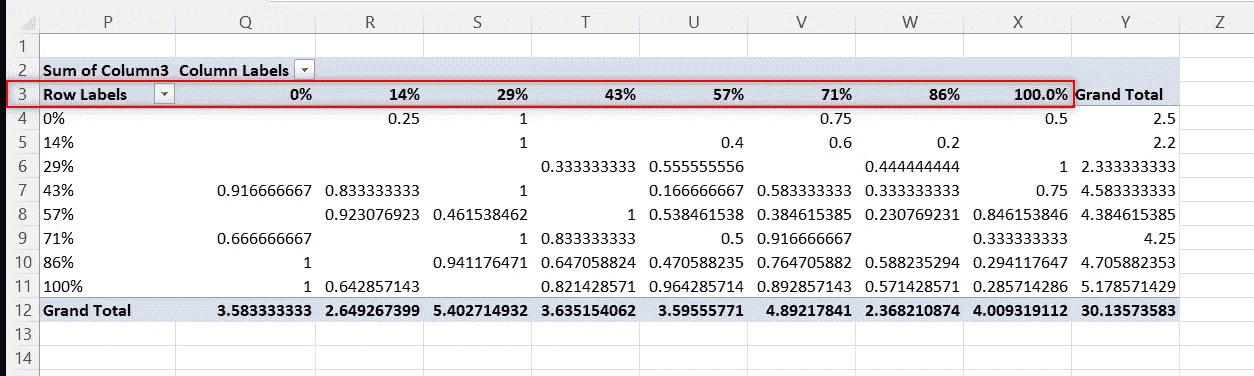 P Q R S T U V W X Y Z
1
2 Sum of Column3 Column Labels
3 Row Labels 0% 14% 29% 43% 57% 71% 86% 100.0% Grand Total
4 0% 0.25 1 0.75 0.5 2.5
5 14% 1 0.4 0.6 0.2 2.2
6 29% 0.333333333 0.555555556 0.444444444 1 2.333333333
7 43% 0.916666667 0.833333333 1 0.166666667 0.583333333 0.333333333 0.75 4.583333333
8 57% 0.923076923 0.461538462 1 0.538461538 0.384615385 0.230769231 0.846153846 4.384615385
9 71% 0.666666667 1 0.833333333 0.5 0.916666667 0.333333333 4.25
10 86% 1 0.941176471 0.647058824 0.470588235 0.764705882 0.588235294 0.294117647 4.705882353
11 100% 1 0.642857143 0.821428571 0.964285714 0.892857143 0.571428571 0.285714286 5.178571429
12 Grand Total 3.583333333 2.649267399 5.402714932 3.635154062 3.59555771 4.89217841 2.368210874 4.009319112 30.13573583
13
14